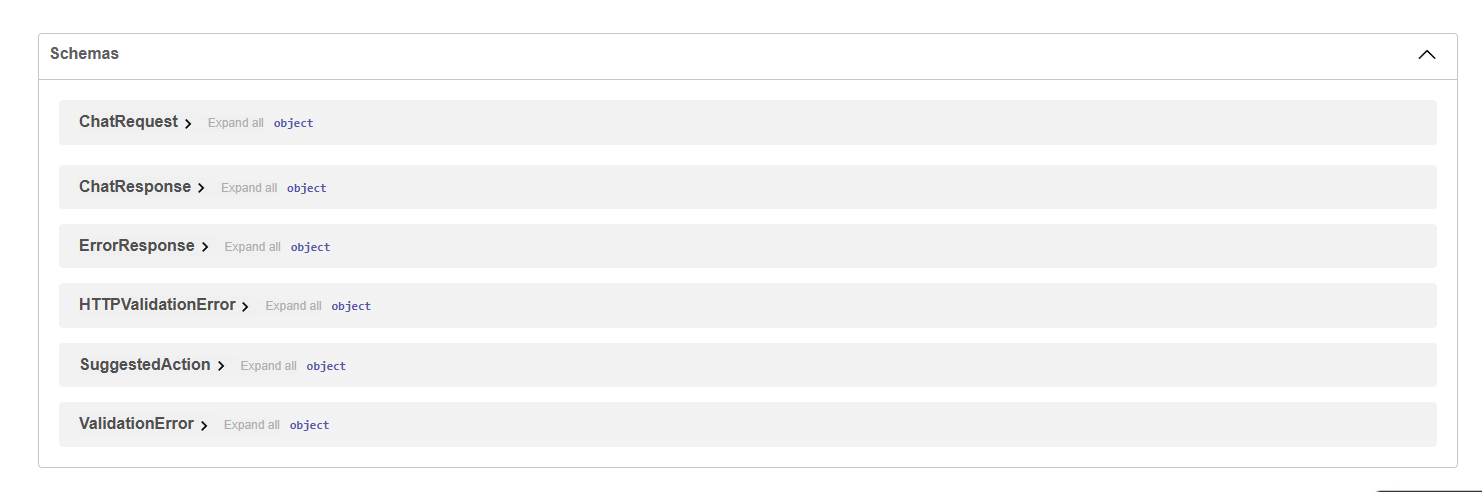 Schemas
ChatRequest Expand all object
ChatResponse Expand all object
ErrorResponse Expand all object
HTTPValidationError Expand all object
SuggestedAction Expand all object
ValidationError Expand all object